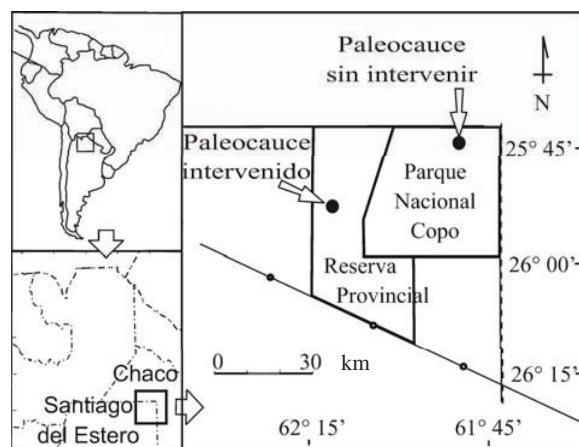 Paleocauce
sin intervenir
N
Paleocauce
intervenido
25° 45'
Parque
Nacional
Copo
26° 00'
Reserva
Provincial
0 30 km
26° 15'
62° 15'
61° 45'
Chaco
Santiago
del Estero